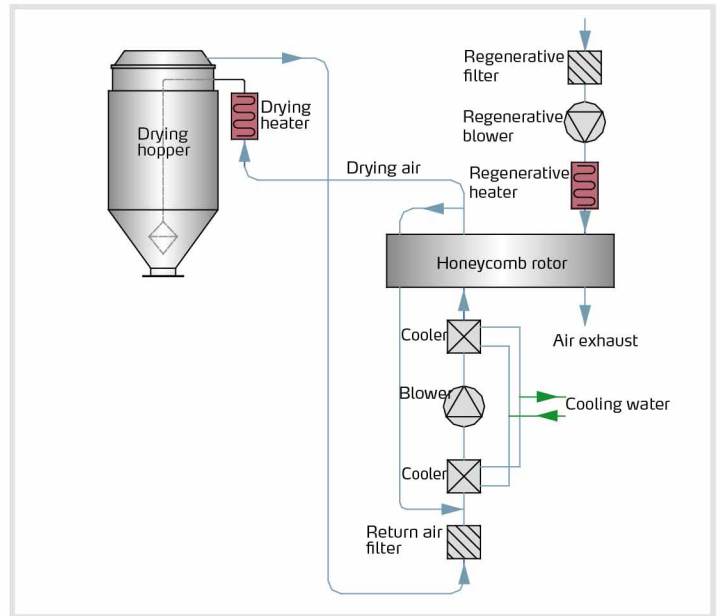 Regenerative
filter
Drying
heater
Regenerative
blower
Drying
hopper
Drying air
Regenerative
heater
Honeycomb rotor
Cooler
Air exhaust
Blower
Cooling water
Cooler
Return air
filter